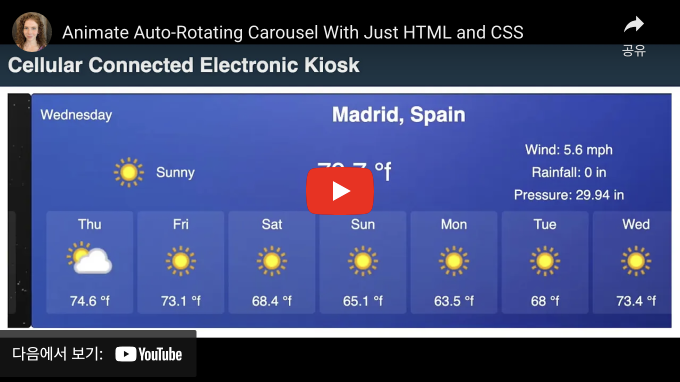 Animate Auto-Rotating Carousel With Just HTML and CSS
공유
Cellular Connected Electronic Kiosk
Wednesday
Madrid, Spain
Sunny
°f
Wind: 5.6 mph
Rainfall: 0 in
Pressure: 29.94 in
Thu Fri Sat Sun Mon Tue Wed
74.6 °f 73.1 °f 68.4 °f 65.1 °f 63.5 °f 68 °f 73.4 °f
다음에서 보기: YouTube